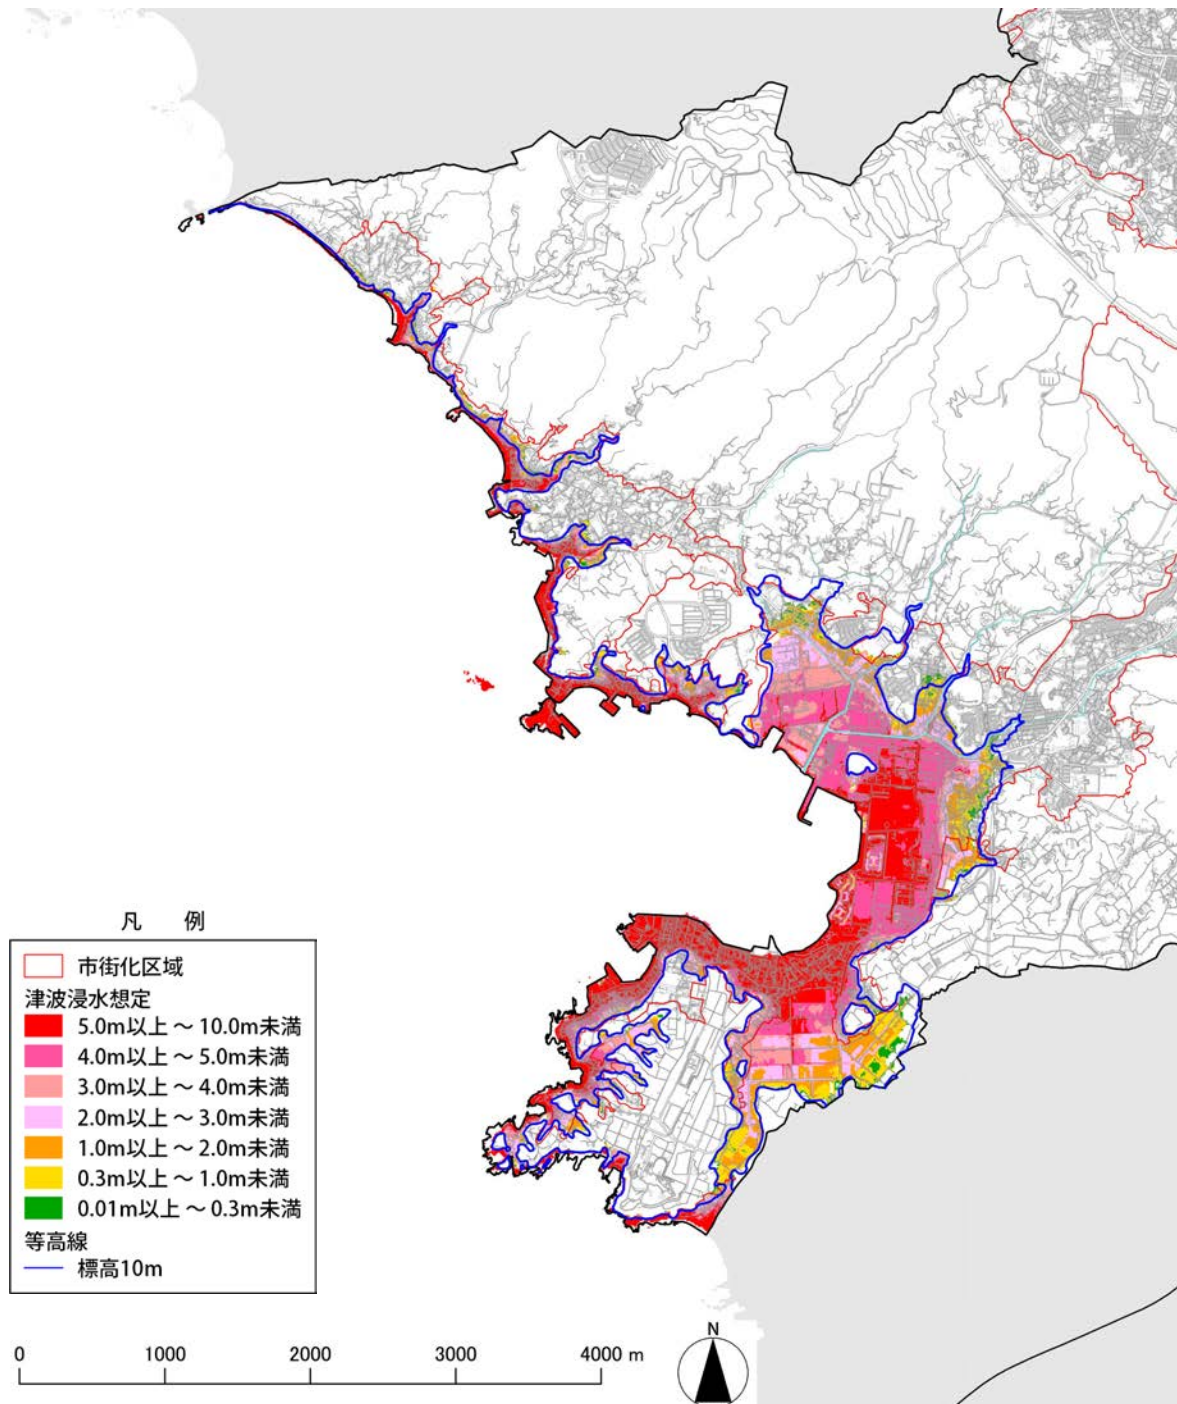 凡 例
市街化区域
津波浸水想定
5.0m以上 ～ 10.0m未満
4.0m以上 ～ 5.0m未満
3.0m以上 ～ 4.0m未満
2.0m以上 ～ 3.0m未満
1.0m以上 ～ 2.0m未満
0.3m以上 ～ 1.0m未満
0.01m以上 ～ 0.3m未満
等高線
標高10m
0 1000 2000 3000 4000 m
N